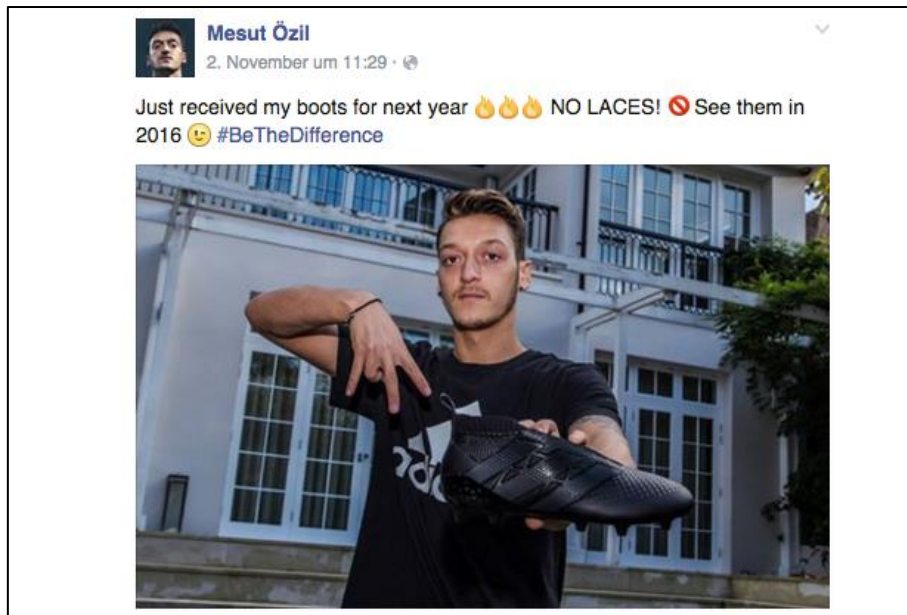 Mesut Özil
2. November um 11:29 ·
Just received my boots for next year 🔥🔥🔥 NO LACES! 🚫 See them in
2016 😉 #BeTheDifference
adidas